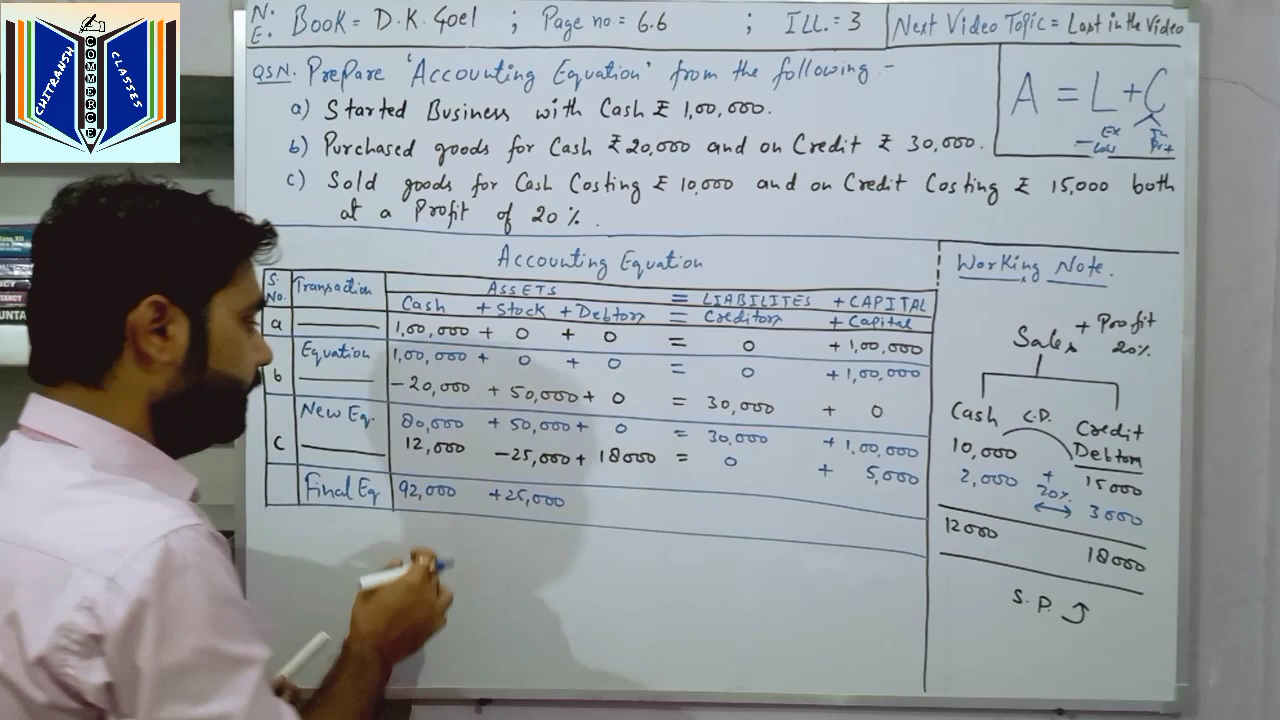 CHITRANSH COMMERCE CLASSES
N. E. Book = D.K. Goel ; Page no. = 6.6 ; ILL. = 3 Next Video Topic = Last in the Video
QSN. Prepare 'Accounting Equation' from the following -
a) Started Business with Cash ₹ 1,00,000.
b) Purchased goods for Cash ₹ 20,000 and on Credit ₹ 30,000.
c) Sold goods for Cash Costing ₹ 10,000 and on Credit Costing ₹ 15,000 both
at a Profit of 20%.
A = L + C
Accounting Equation
S. No. Transaction ASSETS = LIABILITES + CAPITAL
Cash + Stock + Debtors = Creditors + Capital
a 1,00,000 + 0 + 0 = 0 + 1,00,000
Equation 1,00,000 + 0 + 0 = 0 + 1,00,000
b -20,000 + 50,000 + 0 = 30,000 + 0
New Eq. 80,000 + 50,000 + 0 = 30,000 + 1,00,000
c 12,000 - 25,000 + 18000 = 0 + 5,000
Final Eq. 92,000 + 25,000
Working Note.
Sales + Profit 20%
Cash C.P. Credit
Debtors
10,000 15000
2,000 + 20% 3000
12000 18000
S.P.